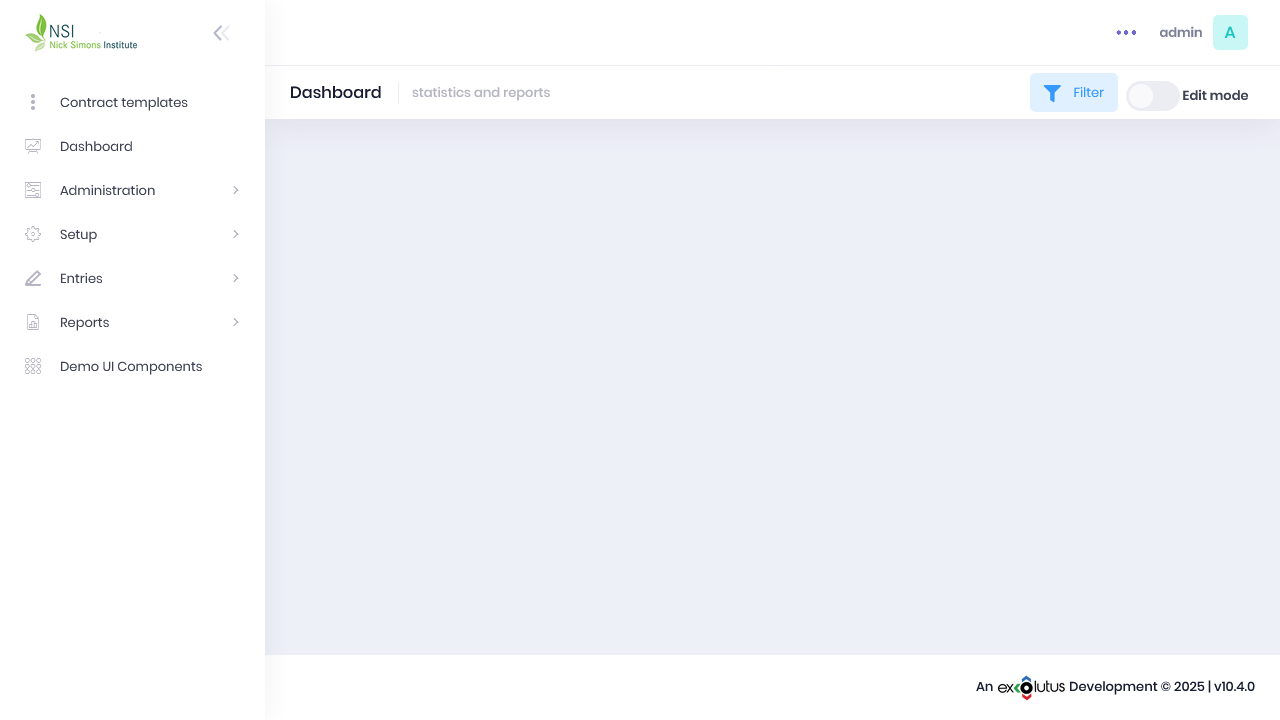 NSI
Nick Simons Institute
Contract templates
Dashboard
Administration
Setup
Entries
Reports
Demo UI Components
admin
A
Dashboard
statistics and reports
Filter
Edit mode
An exolutus Development © 2025 | v10.4.0